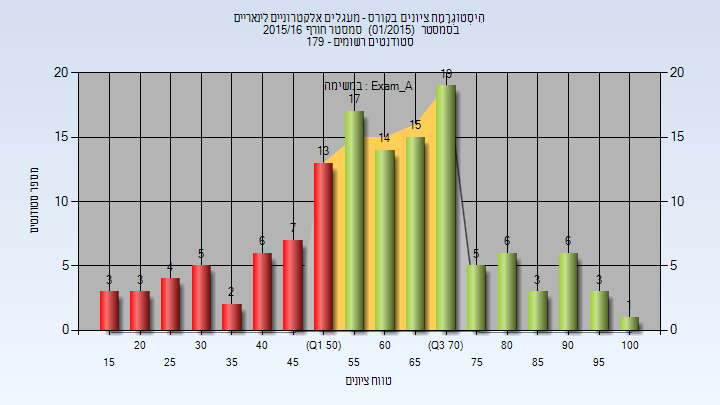 היסטוגרמת ציונים בקורס - מעגלים אלקטרוניים לינאריים
בסמסטר (01/2015) סמסטר חורף 2015/16
סטודנטים רשומים - 179
במשימה : Exam_A
20 20
15 15
10 10
5 5
0 0
מספר סטודנטים
3 3 4 5 2 6 7 13 17 14 15 19 5 6 3 6 3 1
20 30 40 (Q1 50) 60 (Q3 70) 80 90 100
15 25 35 45 55 65 75 85 95
טווח ציונים